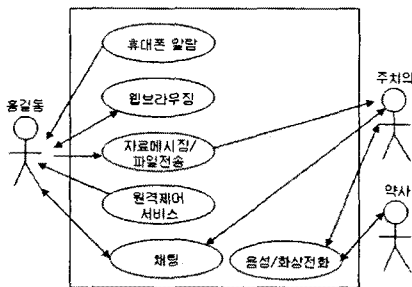 휴대폰 알람
주치의
웹브라우징
홍길동
자료메시징/
파일전송
약사
원격제어
서비스
채팅
음성/화상전화